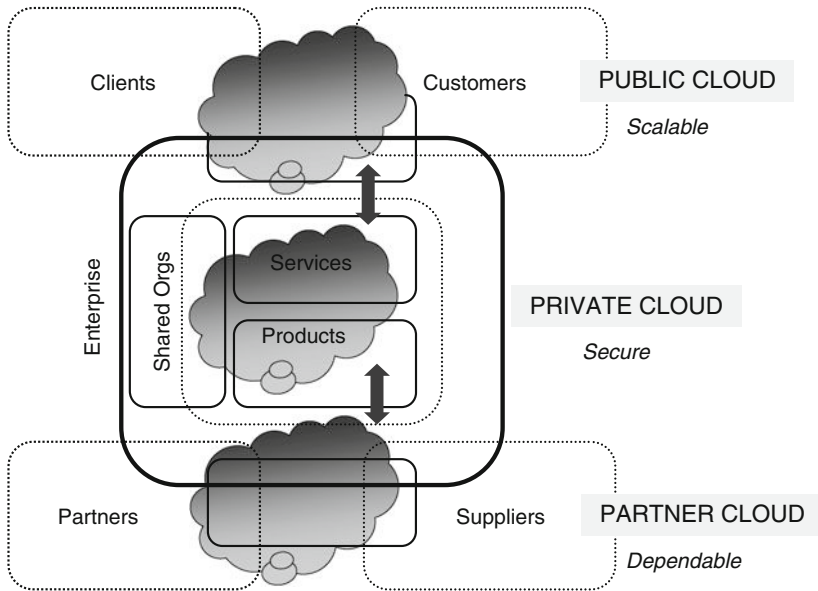 Clients
Customers
PUBLIC CLOUD
Scalable
Enterprise
Shared Orgs
Services
Products
PRIVATE CLOUD
Secure
Partners
Suppliers
PARTNER CLOUD
Dependable